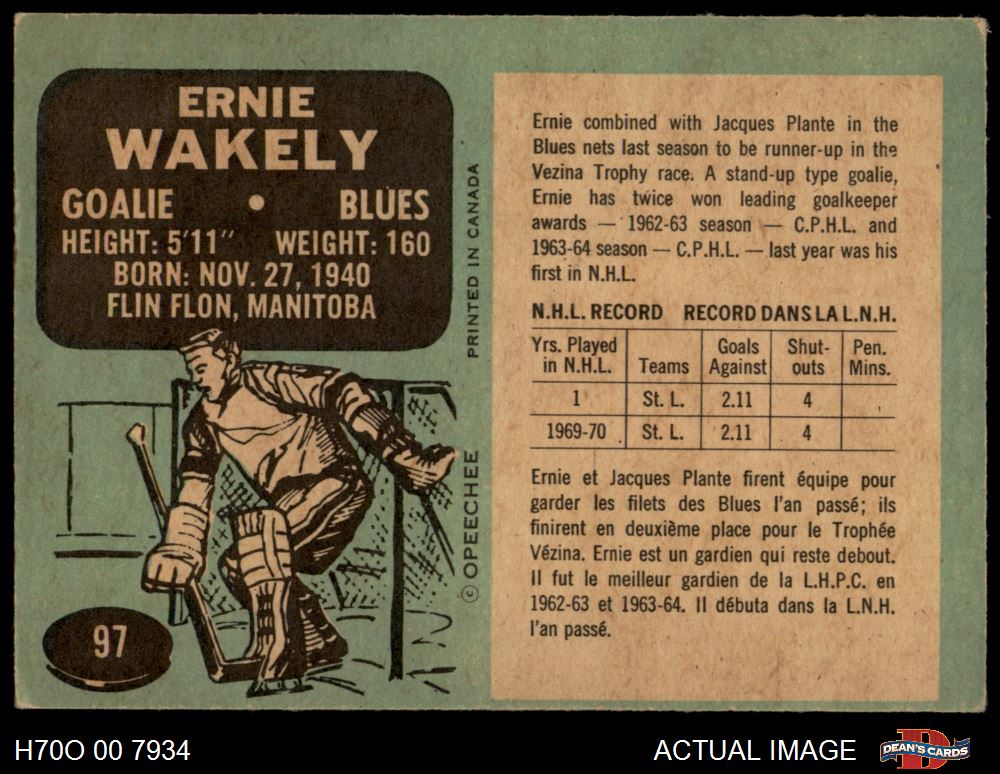 ERNIE
WAKELY
GOALIE • BLUES
HEIGHT: 5'11" WEIGHT: 160
BORN: NOV. 27, 1940
FLIN FLON, MANITOBA
97
© OPEECHEE PRINTED IN CANADA
Ernie combined with Jacques Plante in the
Blues nets last season to be runner-up in the
Vezina Trophy race. A stand-up type goalie,
Ernie has twice won leading goalkeeper
awards — 1962-63 season — C.P.H.L. and
1963-64 season — C.P.H.L. — last year was his
first in N.H.L.
N.H.L. RECORD RECORD DANS LA L.N.H.
Yrs. Played in N.H.L. Teams Goals Against Shut-outs Pen. Mins.
1 St. L. 2.11 4
1969-70 St. L. 2.11 4
Ernie et Jacques Plante firent équipe pour
garder les filets des Blues l'an passé; ils
finirent en deuxième place pour le Trophée
Vézina. Ernie est un gardien qui reste debout.
Il fut le meilleur gardien de la L.H.P.C. en
1962-63 et 1963-64. Il débuta dans la L.N.H.
l'an passé.
H70O 00 7934
ACTUAL IMAGE
DEAN'S CARDS